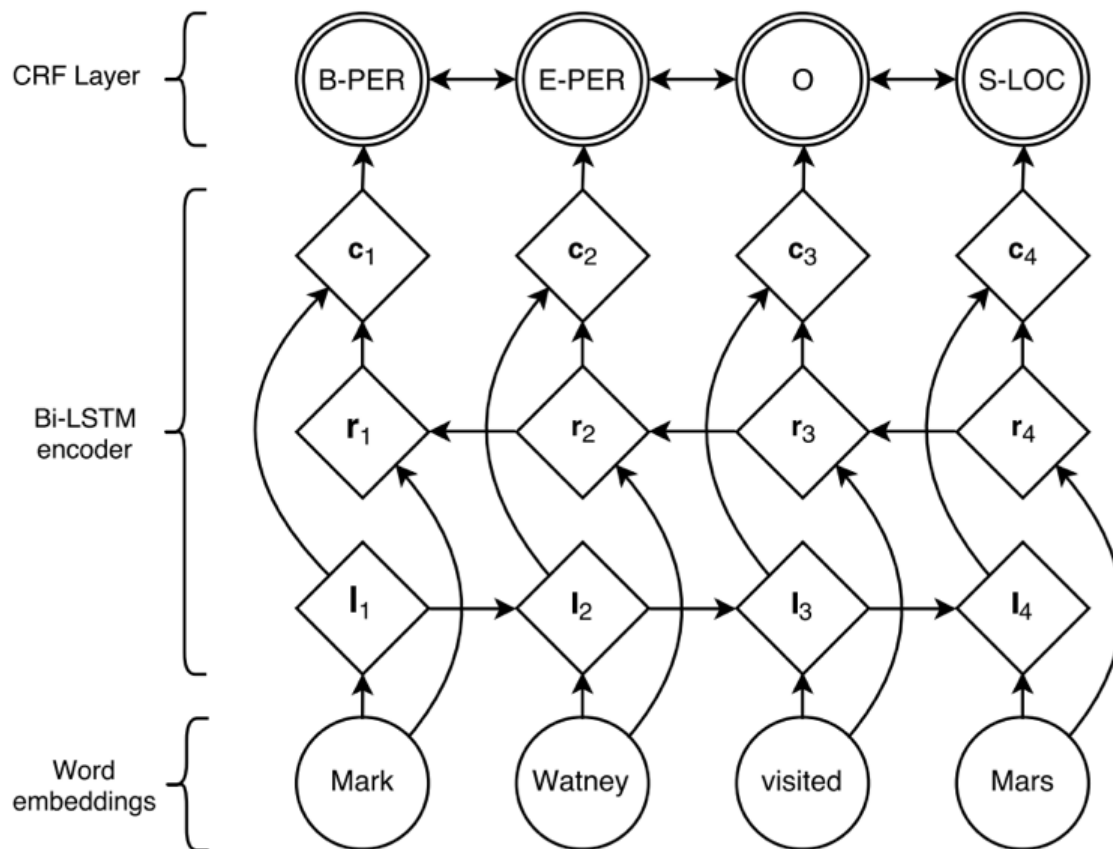 CRF Layer
B-PER
E-PER
O
S-LOC
c1
c2
c3
c4
Bi-LSTM
encoder
r1
r2
r3
r4
l1
l2
l3
l4
Word
embeddings
Mark
Watney
visited
Mars